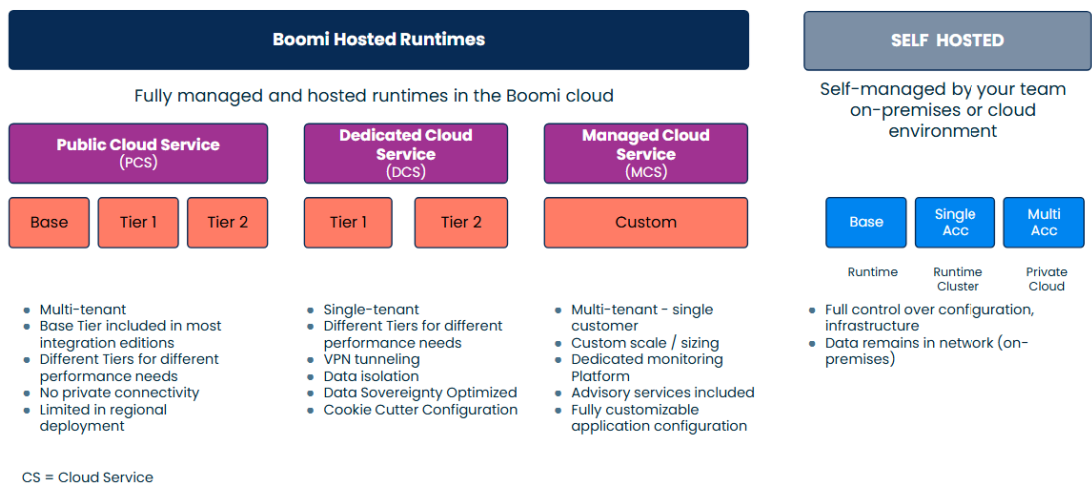 Boomi Hosted Runtimes
Fully managed and hosted runtimes in the Boomi cloud
Public Cloud Service
(PCS)
Base
Tier 1
Tier 2
• Multi-tenant
• Base Tier included in most
integration editions
• Different Tiers for different
performance needs
• No private connectivity
• Limited in regional
deployment
Dedicated Cloud
Service
(DCS)
Tier 1
Tier 2
• Single-tenant
• Different Tiers for different
performance needs
• VPN tunneling
• Data isolation
• Data Sovereignty Optimized
• Cookie Cutter Configuration
Managed Cloud
Service
(MCS)
Custom
• Multi-tenant - single
customer
• Custom scale / sizing
• Dedicated monitoring
Platform
• Advisory services included
• Fully customizable
application configuration
SELF HOSTED
Self-managed by your team
on-premises or cloud
environment
Base
Runtime
Single
Acc
Runtime
Cluster
Multi
Acc
Private
Cloud
• Full control over configuration,
infrastructure
• Data remains in network (on-
premises)
CS = Cloud Service